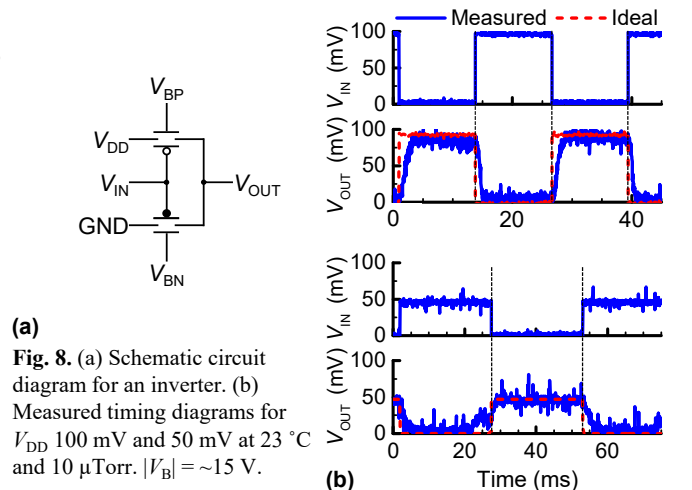 V_BP
V_DD
V_IN
V_OUT
GND
V_BN
(a)
Fig. 8. (a) Schematic circuit
diagram for an inverter. (b)
Measured timing diagrams for
V_DD 100 mV and 50 mV at 23 ˚C
and 10 µTorr. |V_B| = ~15 V.
Measured Ideal
V_IN (mV)
100
50
0
V_OUT (mV)
100
50
0
0 20 40
V_IN (mV)
100
50
0
V_OUT (mV)
100
50
0
0 20 40 60
Time (ms)
(b)